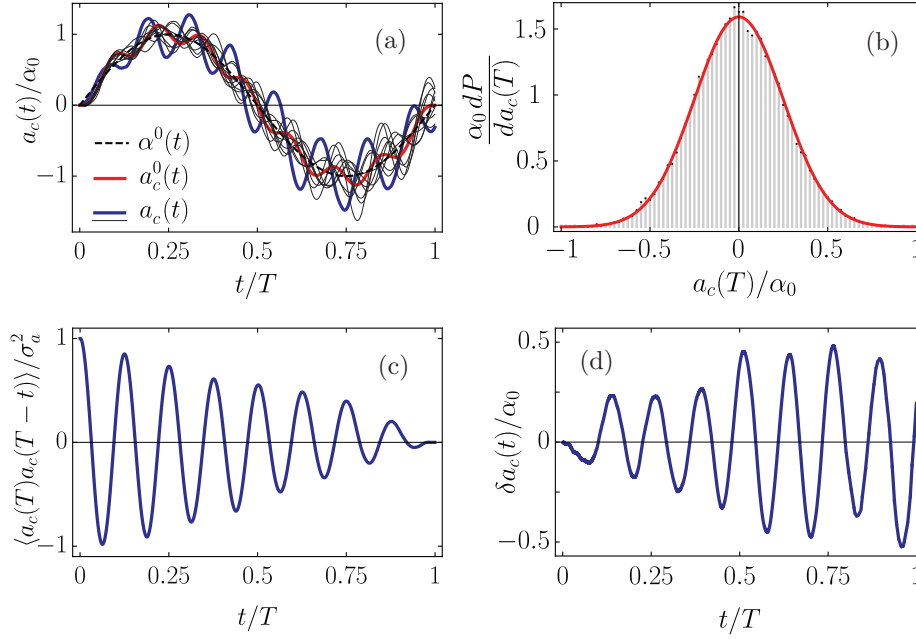 (a)
a_c(t)/α_0
1
0
−1
α^0(t)
a_c^0(t)
a_c(t)
0 0.25 0.5 0.75 1
t/T
(b)
α_0 dP
da_c(T)
1.5
1.0
0.5
0
−1 −0.5 0 0.5 1
a_c(T)/α_0
(c)
⟨a_c(T)a_c(T − t)⟩/σ_a^2
1
0
−1
0 0.25 0.5 0.75 1
t/T
(d)
δa_c(t)/α_0
0.5
0
−0.5
0 0.25 0.5 0.75 1
t/T